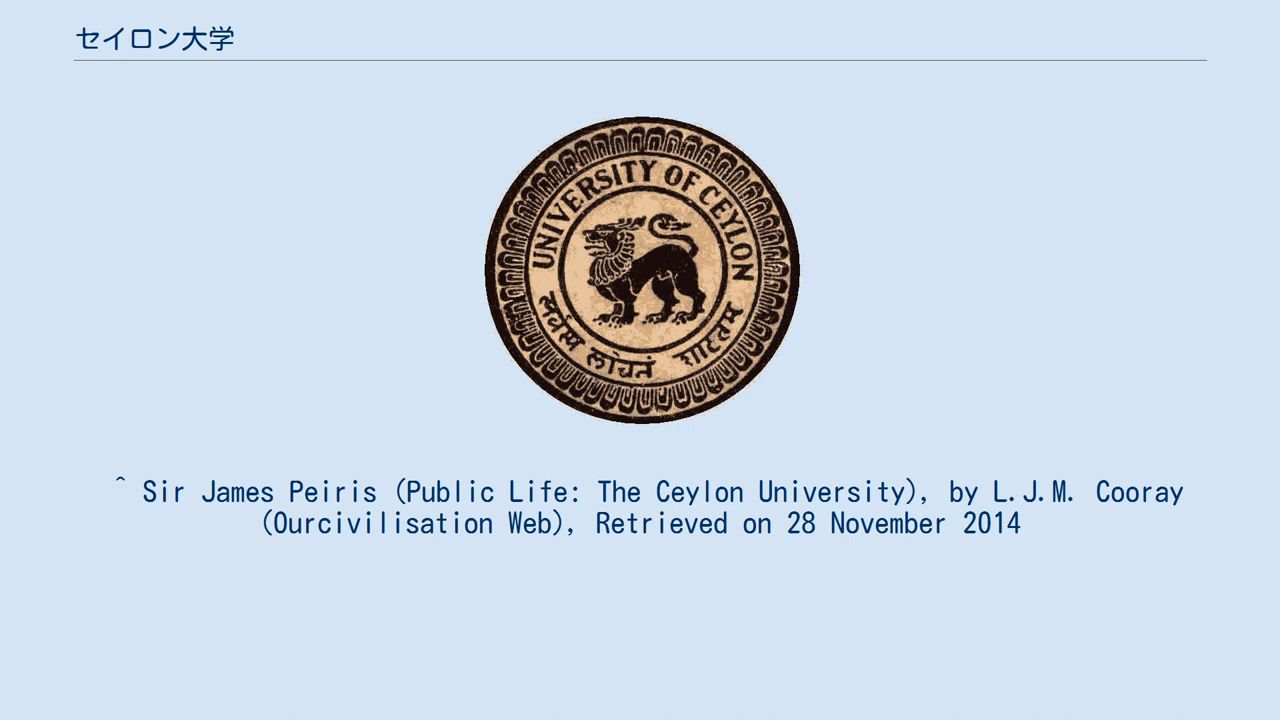 セイロン大学
UNIVERSITY OF CEYLON
सर्वस्य लोचनं शास्त्रम्
^ Sir James Peiris (Public Life: The Ceylon University), by L.J.M. Cooray
(Ourcivilisation Web), Retrieved on 28 November 2014